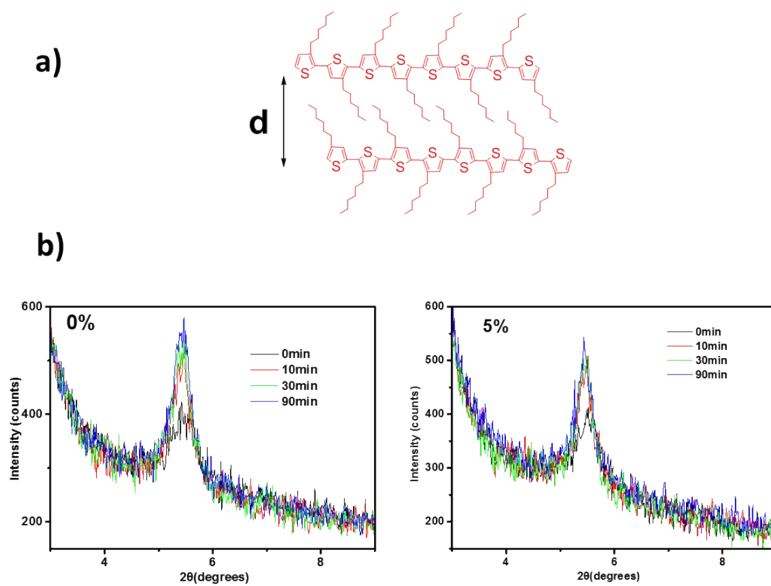 a)
S S S S S S S S
d
S S S S S S S S
b)
0%
0min
10min
30min
90min
Intensity (counts)
600
400
200
4 6 8
2θ(degrees)
5%
0min
10min
30min
90min
Intensity (counts)
600
500
400
300
200
4 6 8
2θ(degrees)